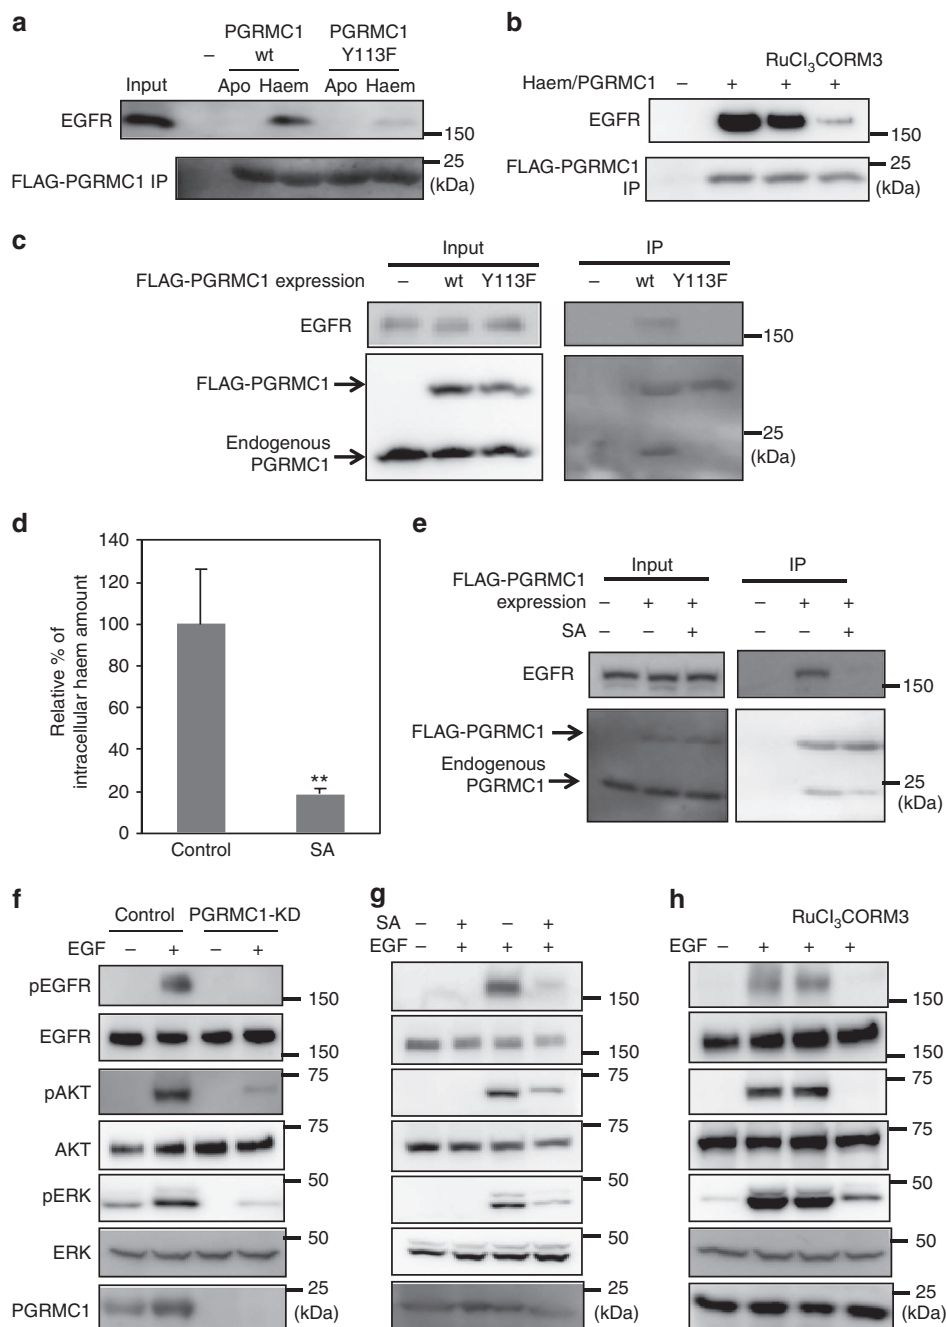 a
PGRMC1 PGRMC1
– wt Y113F
Input Apo Haem Apo Haem
EGFR
150
25
FLAG-PGRMC1 IP (kDa)
b
RuCl3CORM3
Haem/PGRMC1 – + + +
EGFR
150
25
FLAG-PGRMC1
IP
(kDa)
c
Input IP
FLAG-PGRMC1 expression – wt Y113F – wt Y113F
EGFR
150
FLAG-PGRMC1
25
Endogenous
PGRMC1
(kDa)
d
Relative % of
intracellular haem amount
140
120
100
80
60
40
20
0
**
Control SA
e
Input IP
FLAG-PGRMC1
expression – + + – + +
SA – – + – – +
EGFR
150
FLAG-PGRMC1
Endogenous
PGRMC1
25
(kDa)
f
Control PGRMC1-KD
EGF – + – +
pEGFR
150
EGFR
150
75
pAKT
75
AKT
50
pERK
50
ERK
25
PGRMC1 (kDa)
g
SA – + – +
EGF – + + +
150
150
75
75
50
50
25
(kDa)
h
RuCl3CORM3
EGF – + + +
150
150
75
75
50
50
25
(kDa)